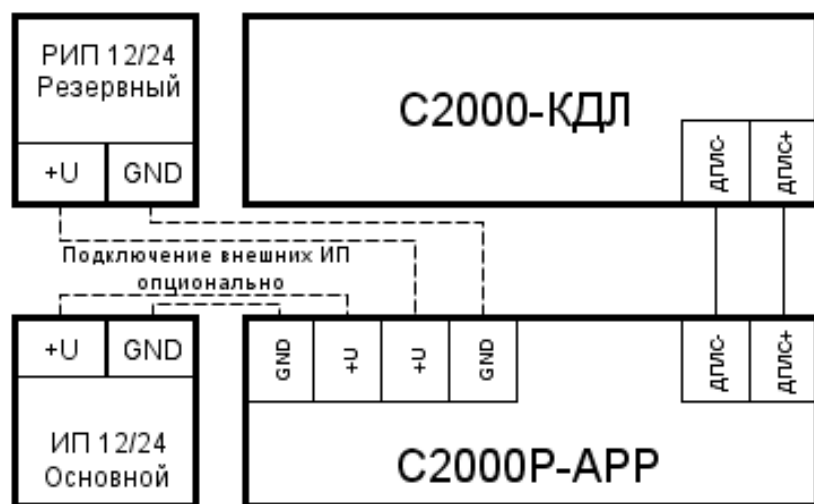 РИП 12/24
Резервный
+U
GND
С2000-КДЛ
ДПЛС-
ДПЛС+
Подключение внешних ИП
опционально
+U
GND
ИП 12/24
Основной
GND
+U
+U
GND
ДПЛС-
ДПЛС+
С2000Р-АРР